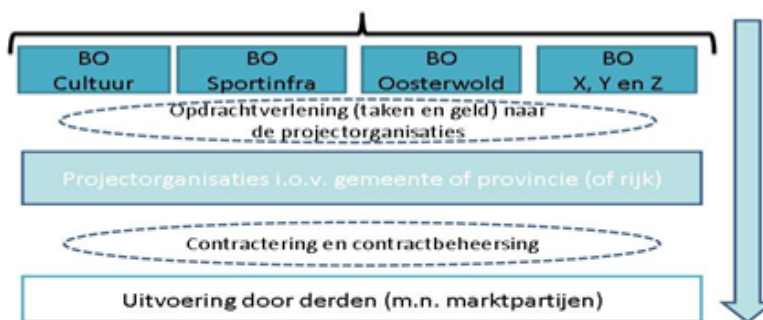 BO
Cultuur
BO
Sportinfra
BO
Oosterwold
BO
X, Y en Z
Opdrachtverlening (taken en geld) naar
de projectorganisaties
Projectorganisaties i.o.v. gemeente of provincie (of rijk)
Contractering en contractbeheersing
Uitvoering door derden (m.n. marktpartijen)